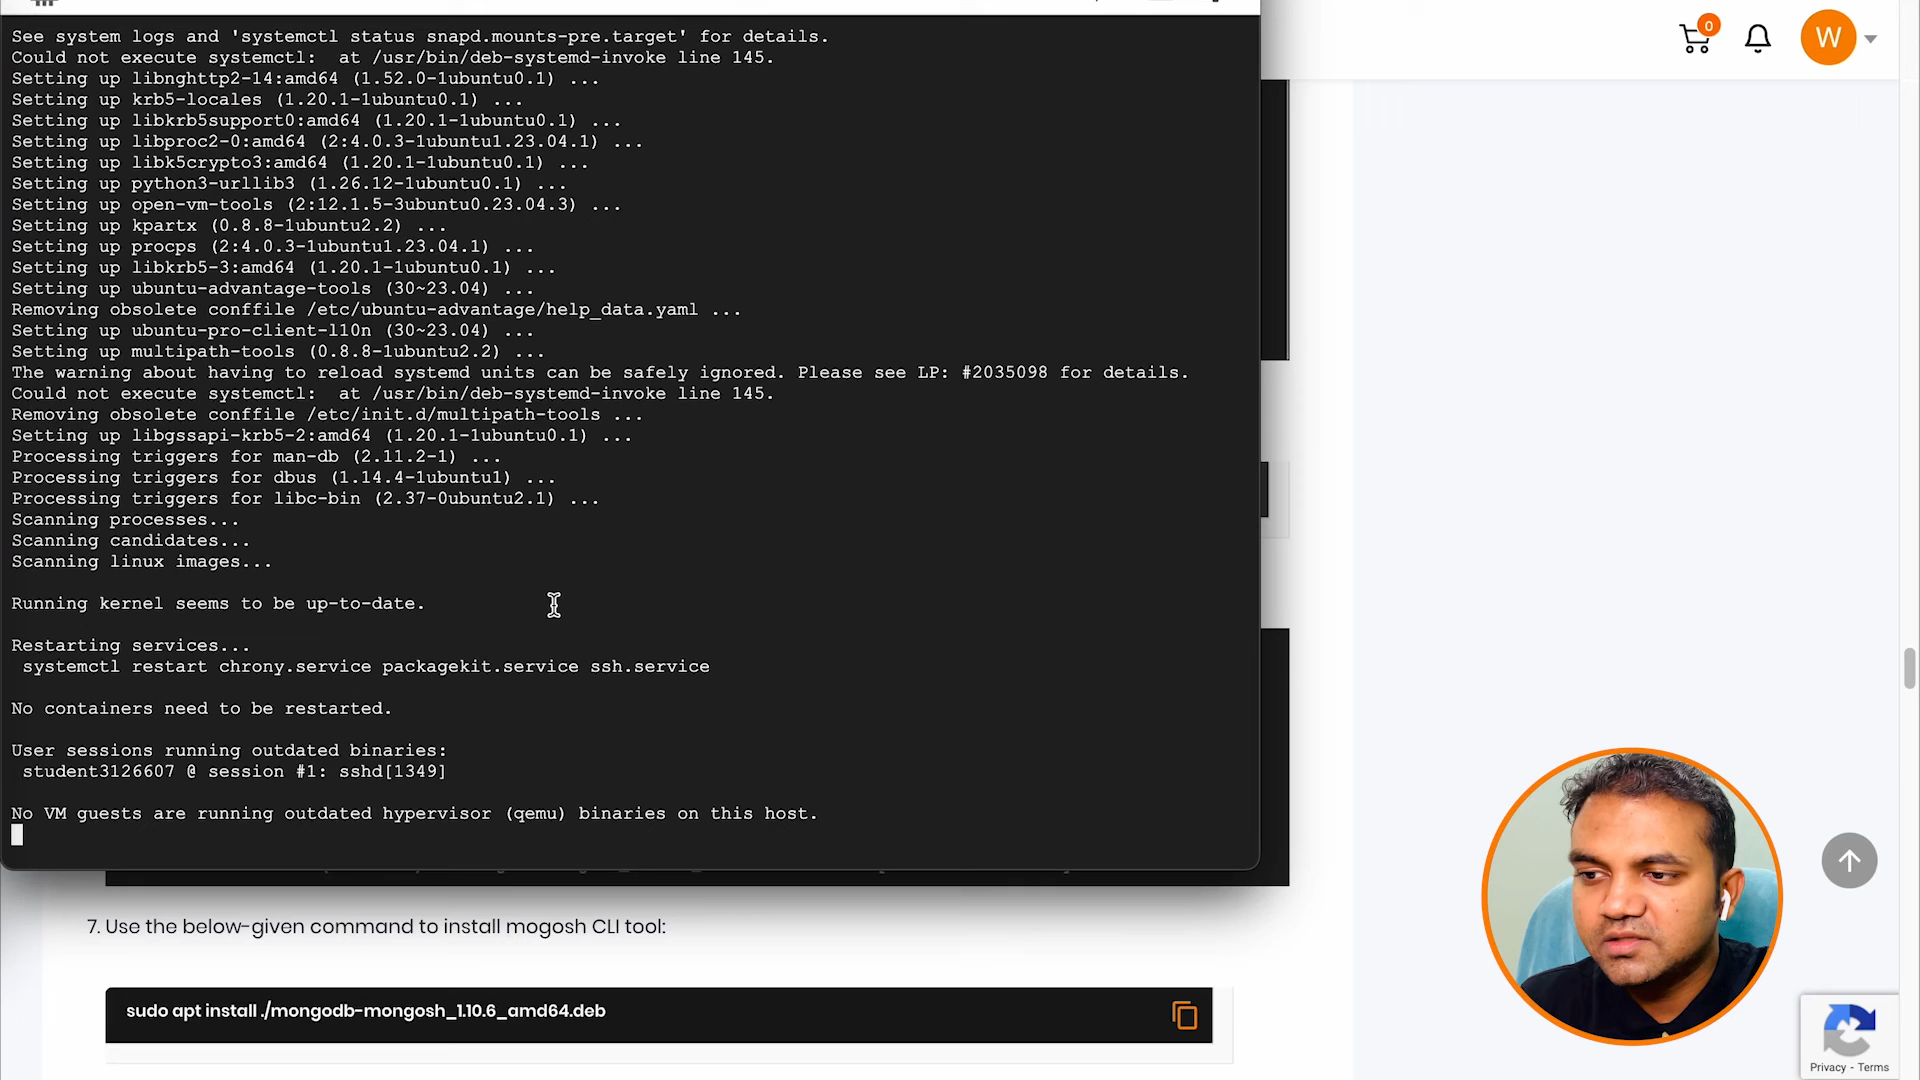 0
W
See system logs and 'systemctl status snapd.mounts-pre.target' for details.
Could not execute systemctl:  at /usr/bin/deb-systemd-invoke line 145.
Setting up libnghttp2-14:amd64 (1.52.0-1ubuntu0.1) ...
Setting up krb5-locales (1.20.1-1ubuntu0.1) ...
Setting up libkrb5support0:amd64 (1.20.1-1ubuntu0.1) ...
Setting up libproc2-0:amd64 (2:4.0.3-1ubuntu1.23.04.1) ...
Setting up libk5crypto3:amd64 (1.20.1-1ubuntu0.1) ...
Setting up python3-urllib3 (1.26.12-1ubuntu0.1) ...
Setting up open-vm-tools (2:12.1.5-3ubuntu0.23.04.3) ...
Setting up kpartx (0.8.8-1ubuntu2.2) ...
Setting up procps (2:4.0.3-1ubuntu1.23.04.1) ...
Setting up libkrb5-3:amd64 (1.20.1-1ubuntu0.1) ...
Setting up ubuntu-advantage-tools (30~23.04) ...
Removing obsolete conffile /etc/ubuntu-advantage/help_data.yaml ...
Setting up ubuntu-pro-client-l10n (30~23.04) ...
Setting up multipath-tools (0.8.8-1ubuntu2.2) ...
The warning about having to reload systemd units can be safely ignored. Please see LP: #2035098 for details.
Could not execute systemctl:  at /usr/bin/deb-systemd-invoke line 145.
Removing obsolete conffile /etc/init.d/multipath-tools ...
Setting up libgssapi-krb5-2:amd64 (1.20.1-1ubuntu0.1) ...
Processing triggers for man-db (2.11.2-1) ...
Processing triggers for dbus (1.14.4-1ubuntu1) ...
Processing triggers for libc-bin (2.37-0ubuntu2.1) ...
Scanning processes...
Scanning candidates...
Scanning linux images...
Running kernel seems to be up-to-date.
Restarting services...
systemctl restart chrony.service packagekit.service ssh.service
No containers need to be restarted.
User sessions running outdated binaries:
student3126607 @ session #1: sshd[1349]
No VM guests are running outdated hypervisor (qemu) binaries on this host.
7. Use the below-given command to install mogosh CLI tool:
sudo apt install ./mongodb-mongosh_1.10.6_amd64.deb
Privacy - Terms